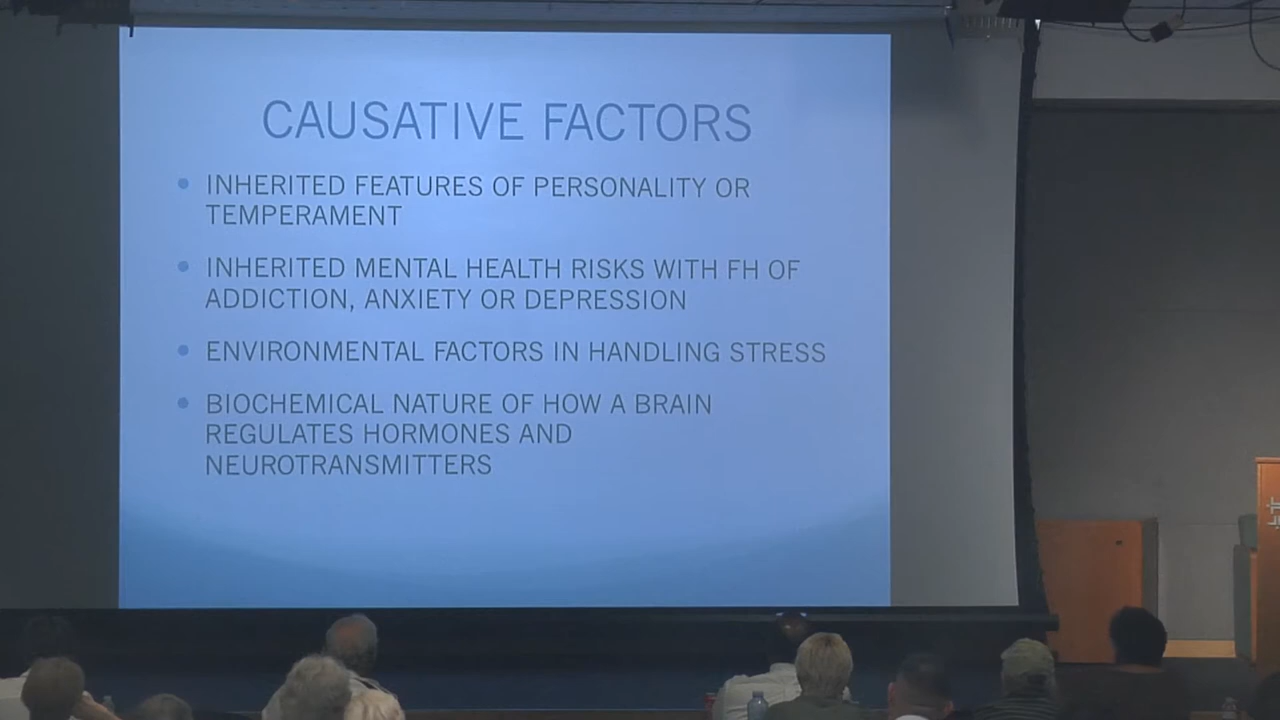 CAUSATIVE FACTORS
INHERITED FEATURES OF PERSONALITY OR
TEMPERAMENT
INHERITED MENTAL HEALTH RISKS WITH FH OF
ADDICTION, ANXIETY OR DEPRESSION
ENVIRONMENTAL FACTORS IN HANDLING STRESS
BIOCHEMICAL NATURE OF HOW A BRAIN
REGULATES HORMONES AND
NEUROTRANSMITTERS